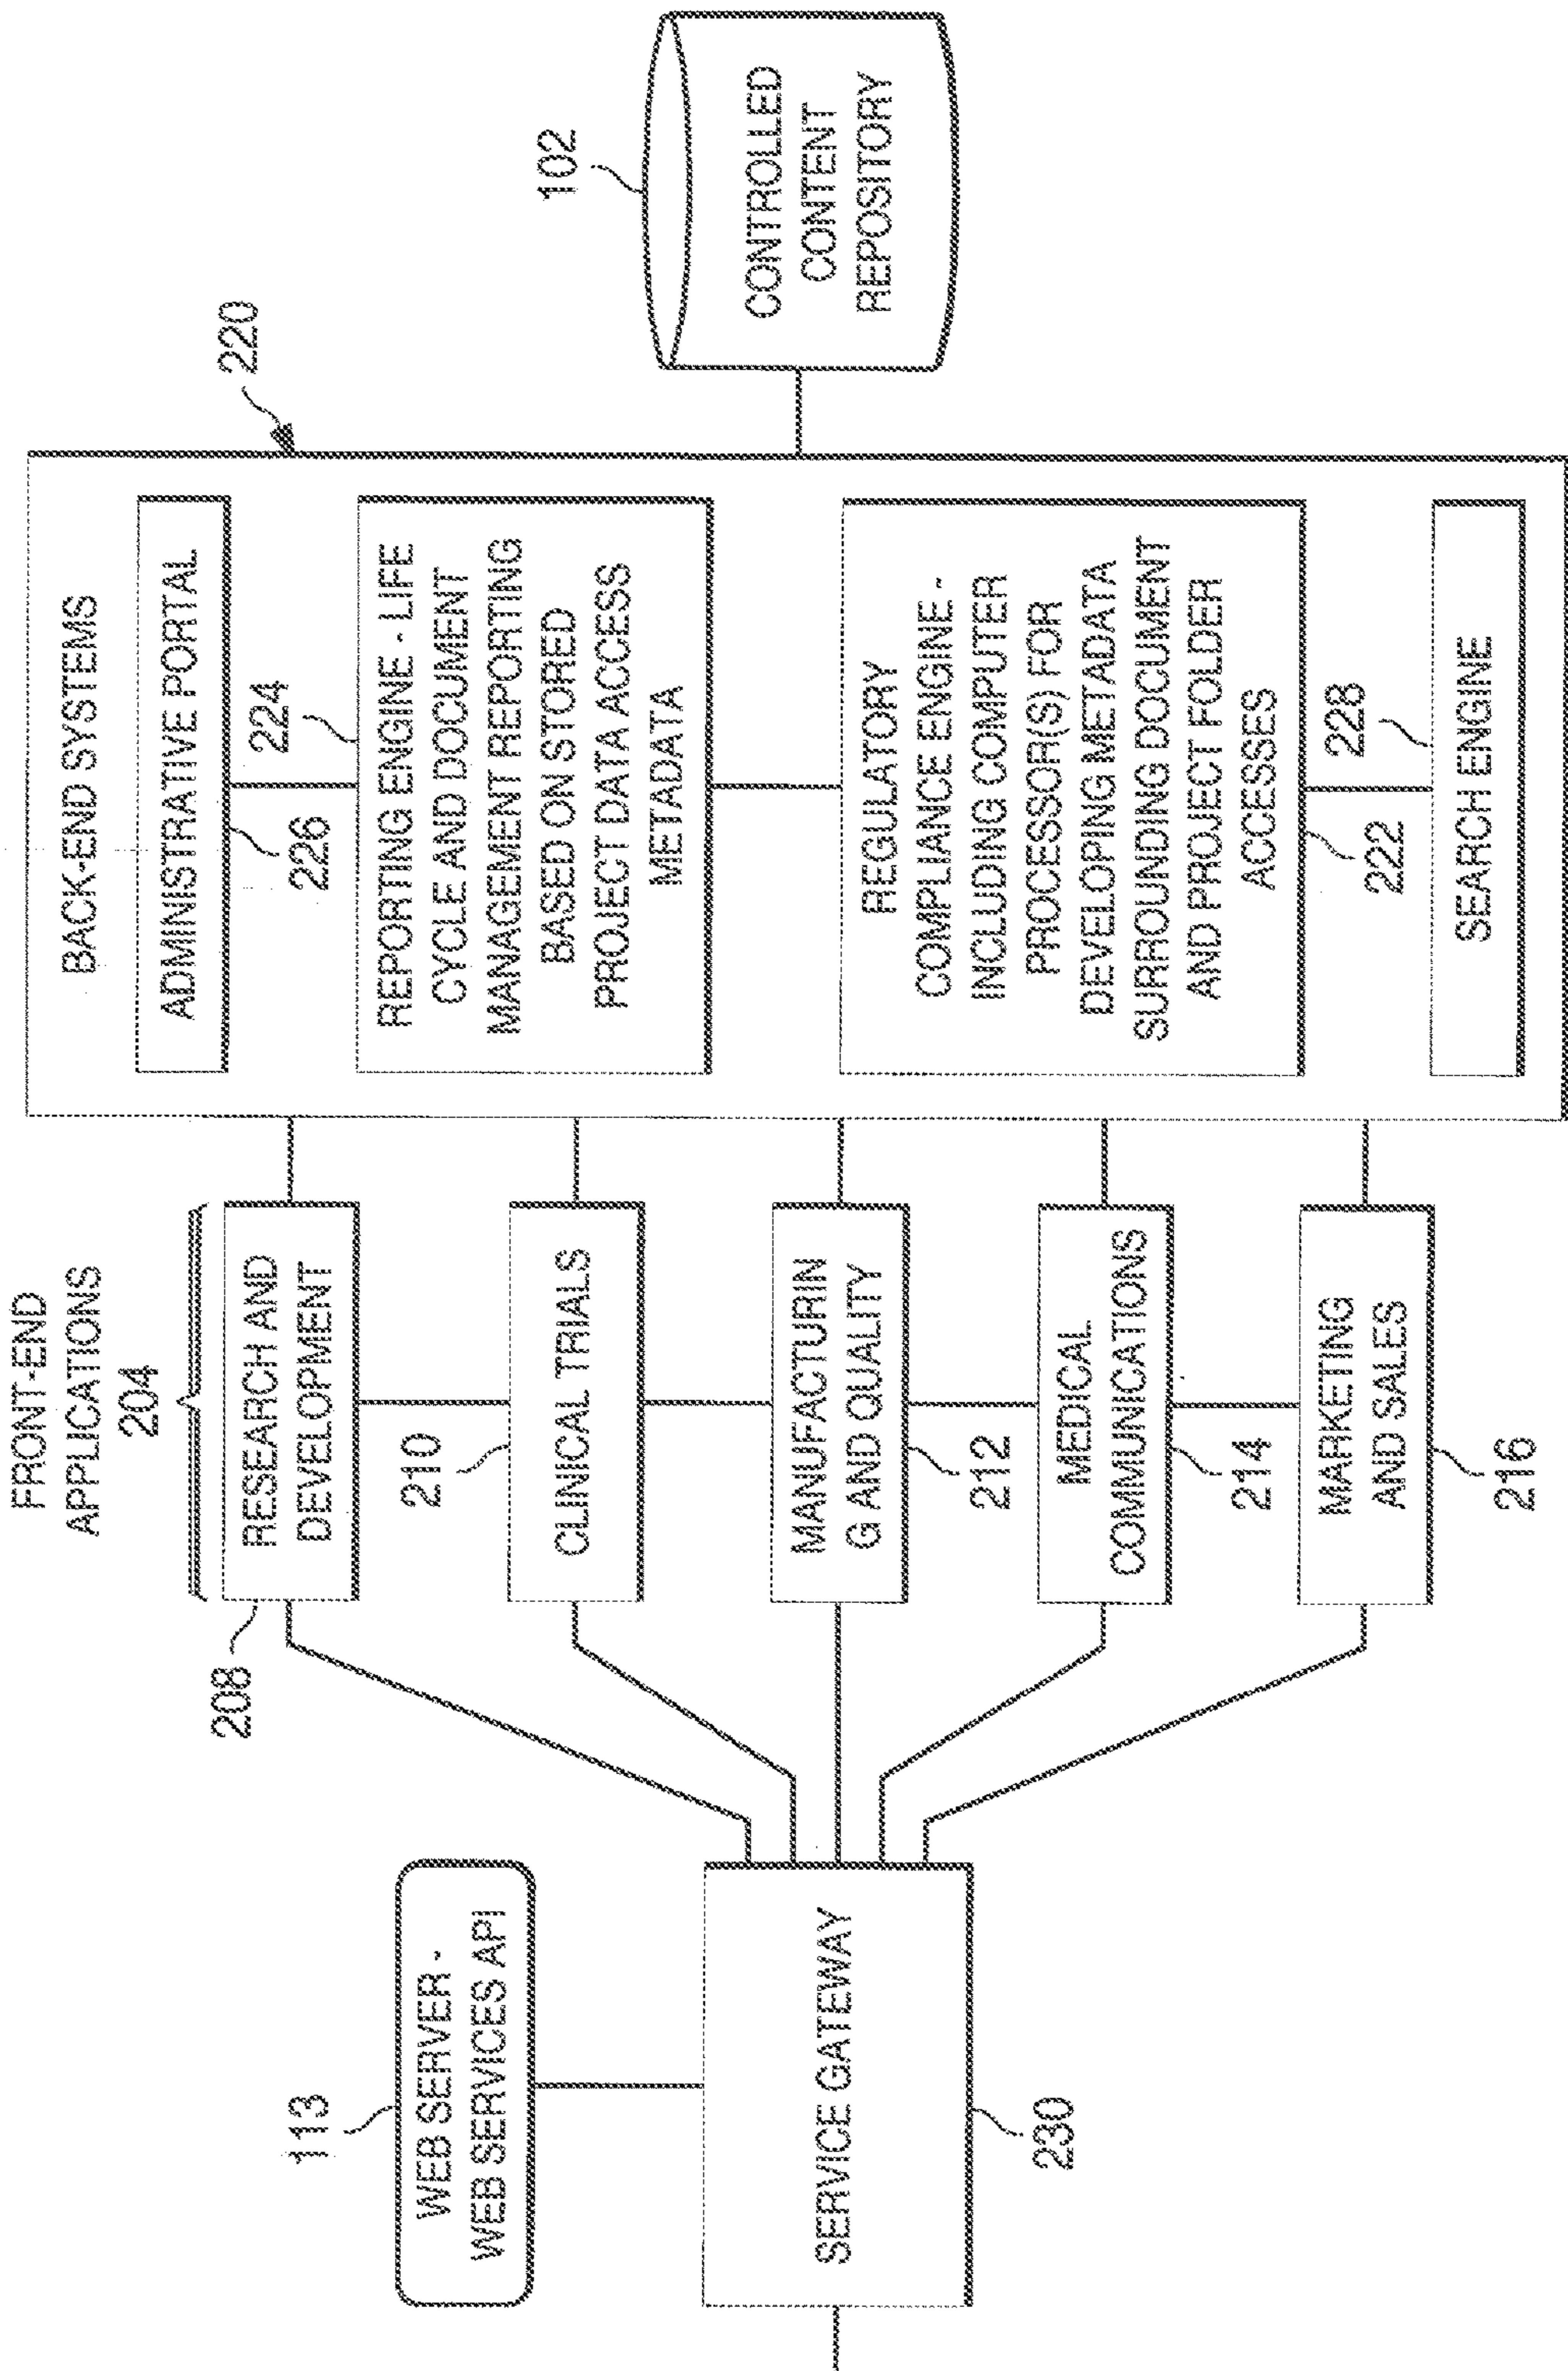 FRONT-END
APPLICATIONS
204
BACK-END SYSTEMS
220
113
WEB SERVER -
WEB SERVICES API
SERVICE GATEWAY
230
208
RESEARCH AND
DEVELOPMENT
210
CLINICAL TRIALS
MANUFACTURIN
G AND QUALITY
212
MEDICAL
COMMUNICATIONS
214
MARKETING
AND SALES
216
ADMINISTRATIVE PORTAL
226
224
REPORTING ENGINE - LIFE
CYCLE AND DOCUMENT
MANAGEMENT REPORTING
BASED ON STORED
PROJECT DATA ACCESS
METADATA
REGULATORY
COMPLIANCE ENGINE -
INCLUDING COMPUTER
PROCESSOR(S) FOR
DEVELOPING METADATA
SURROUNDING DOCUMENT
AND PROJECT FOLDER
ACCESSES
222
228
SEARCH ENGINE
102
CONTROLLED
CONTENT
REPOSITORY